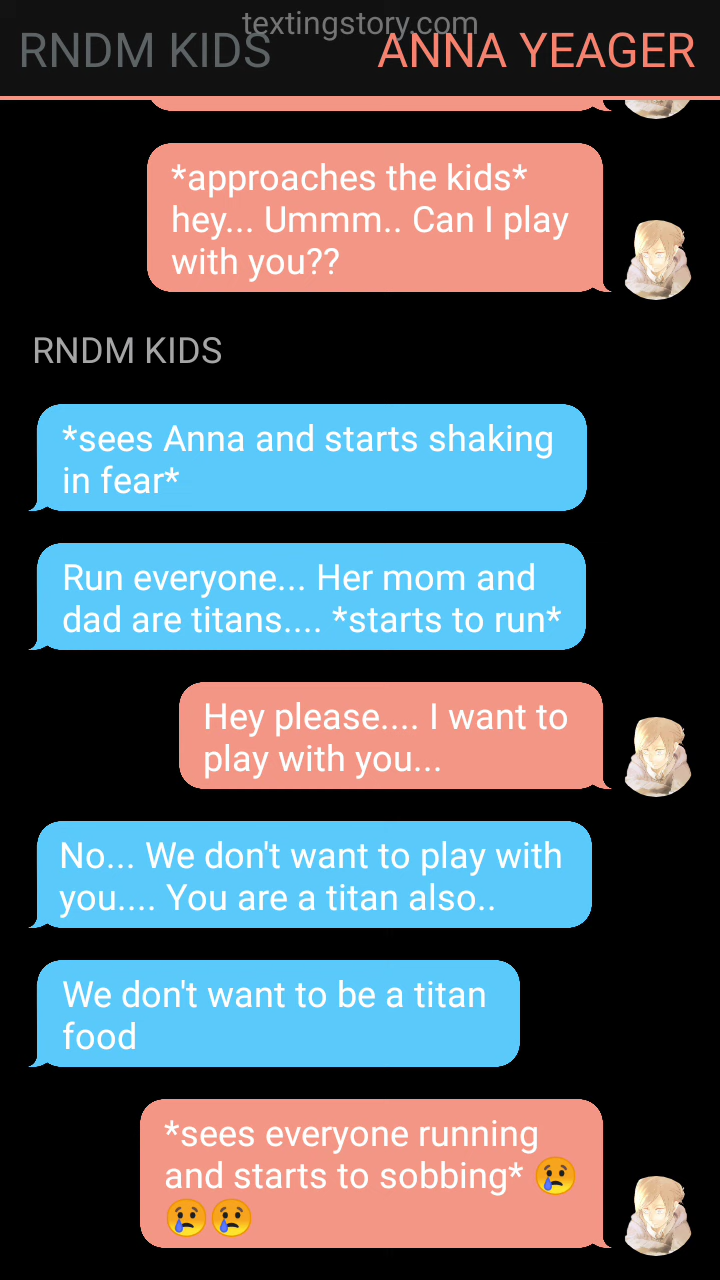 textingstory.com
RNDM KIDS ANNA YEAGER
*approaches the kids*
hey... Ummm.. Can I play
with you??
RNDM KIDS
*sees Anna and starts shaking
in fear*
Run everyone... Her mom and
dad are titans.... *starts to run*
Hey please.... I want to
play with you...
No... We don't want to play with
you.... You are a titan also..
We don't want to be a titan
food
*sees everyone running
and starts to sobbing* 😢
😢😢